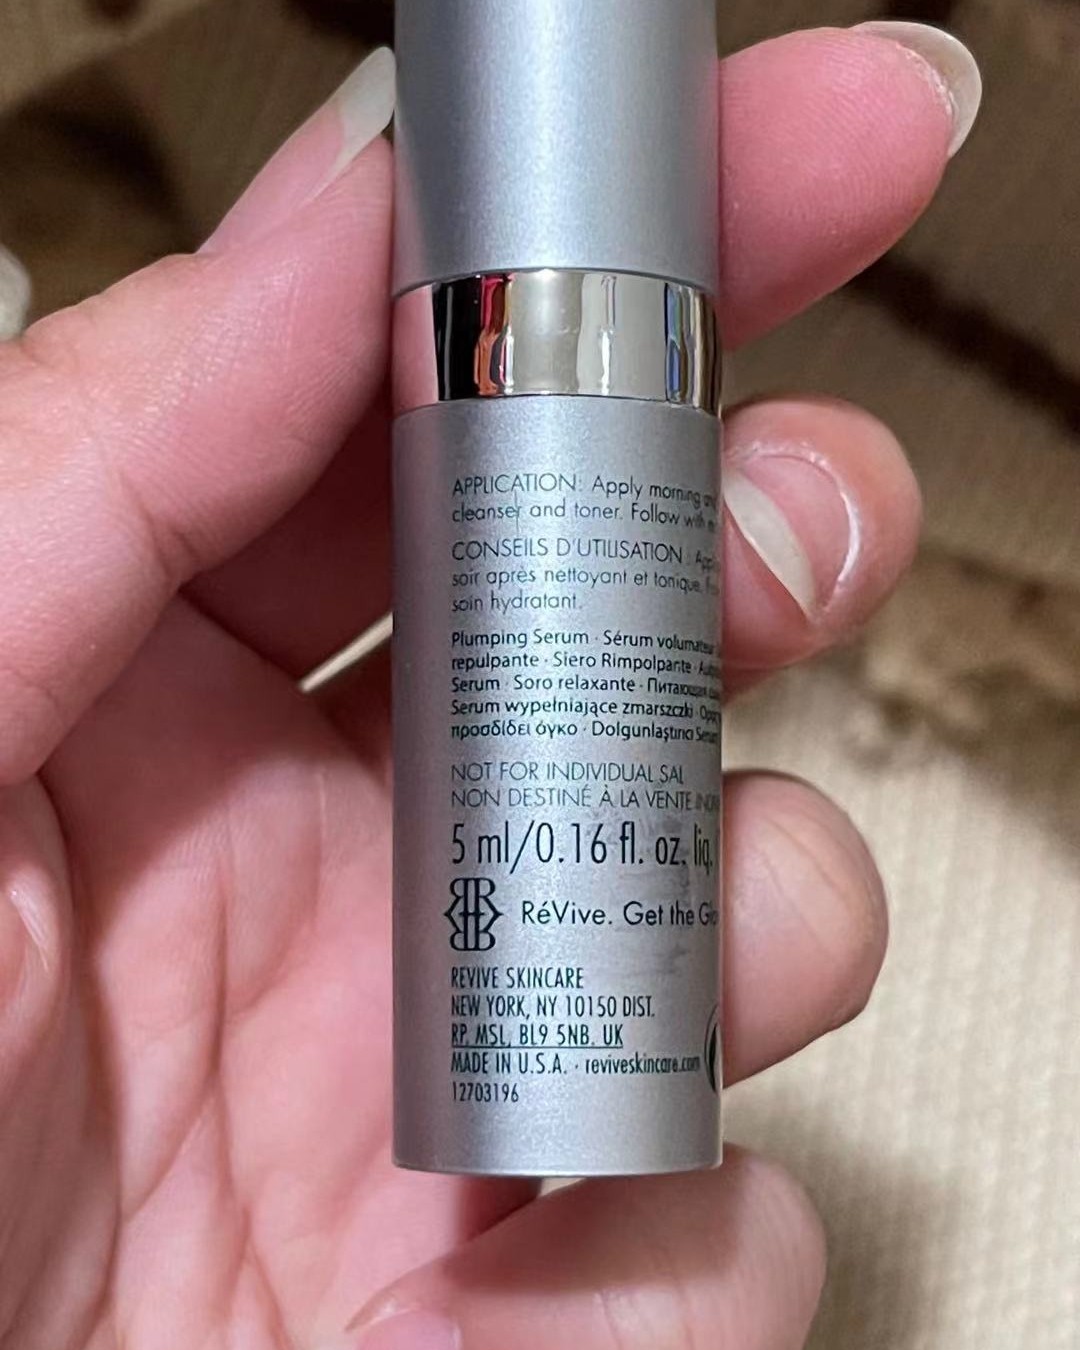 APPLICATION: Apply morning and
cleanser and toner. Follow with
CONSEILS D'UTILISATION :
soir après nettoyant et tonique.
soin hydratant.
Plumping Serum · Sérum volumateur
repulpante · Siero Rimpolpante ·
Serum · Soro relaxante · Питающая
Serum wypełniające zmarszczki ·
προσδίδει όγκο · Dolgunlaştırıcı
NOT FOR INDIVIDUAL SAL
NON DESTINÉ À LA VENTE
5 ml/0.16 fl. oz. liq.
RéVive. Get the
REVIVE SKINCARE
NEW YORK, NY 10150 DIST.
RP. MSL, BL9 5NB. UK
MADE IN U.S.A. · reviveskincare.com
12703196